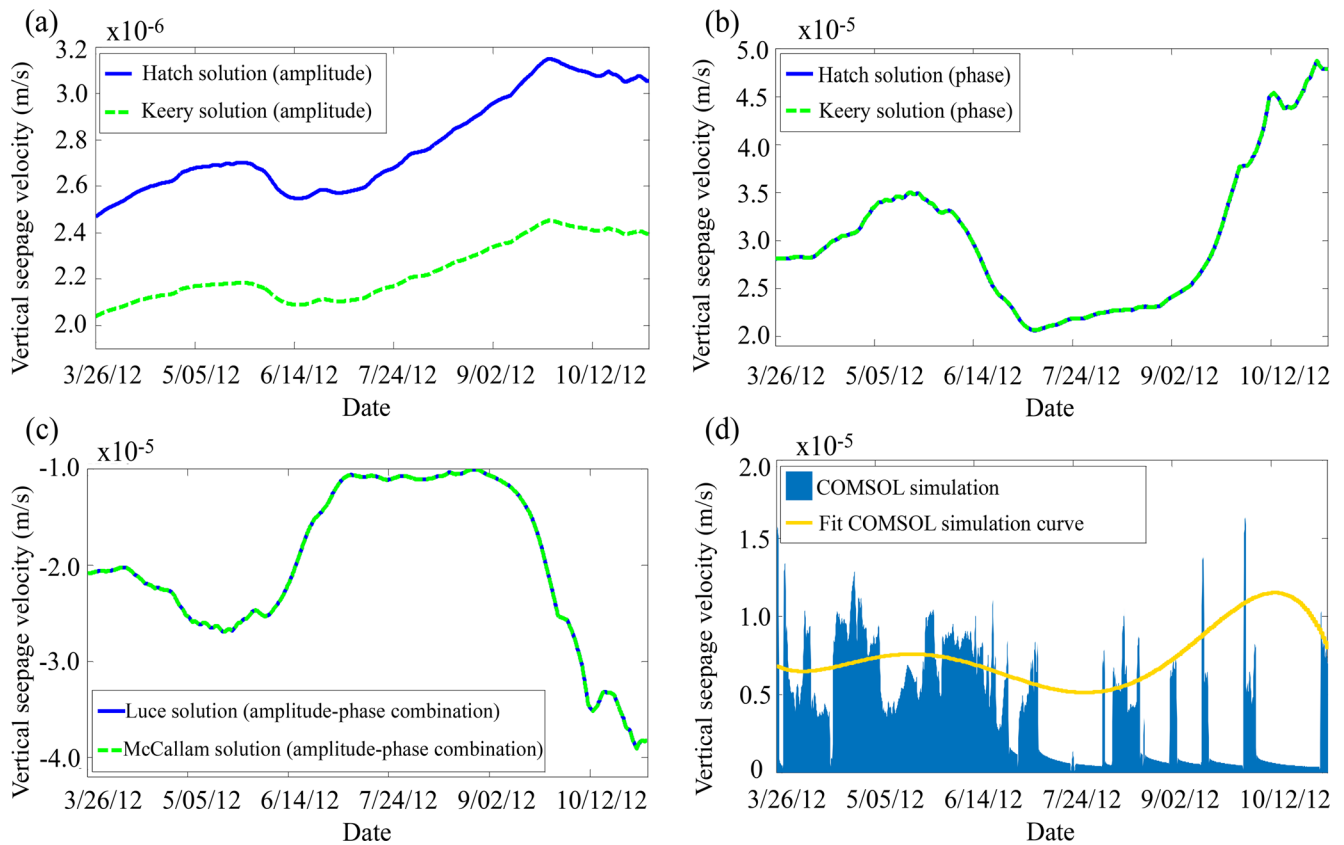 (a)
x10-6
Vertical seepage velocity (m/s)
3.2
3.0
2.6
2.4
2.2
2.0
Hatch solution (amplitude)
Keery solution (amplitude)
3/26/12 5/05/12 6/14/12 7/24/12 9/02/12 10/12/12
Date
(b)
x10-5
Vertical seepage velocity (m/s)
5.0
4.5
4.0
3.5
3.0
2.5
2.0
Hatch solution (phase)
Keery solution (phase)
3/26/12 5/05/12 6/14/12 7/24/12 9/02/12 10/12/12
Date
(c)
x10-5
Vertical seepage velocity (m/s)
-1.0
-2.0
-3.0
-4.0
Luce solution (amplitude-phase combination)
McCallam solution (amplitude-phase combination)
3/26/12 5/05/12 6/14/12 7/24/12 9/02/12 10/12/12
Date
(d)
x10-5
Vertical seepage velocity (m/s)
2.0
1.5
1.0
0.5
0
COMSOL simulation
Fit COMSOL simulation curve
3/26/12 5/05/12 6/14/12 7/24/12 9/02/12 10/12/12
Date